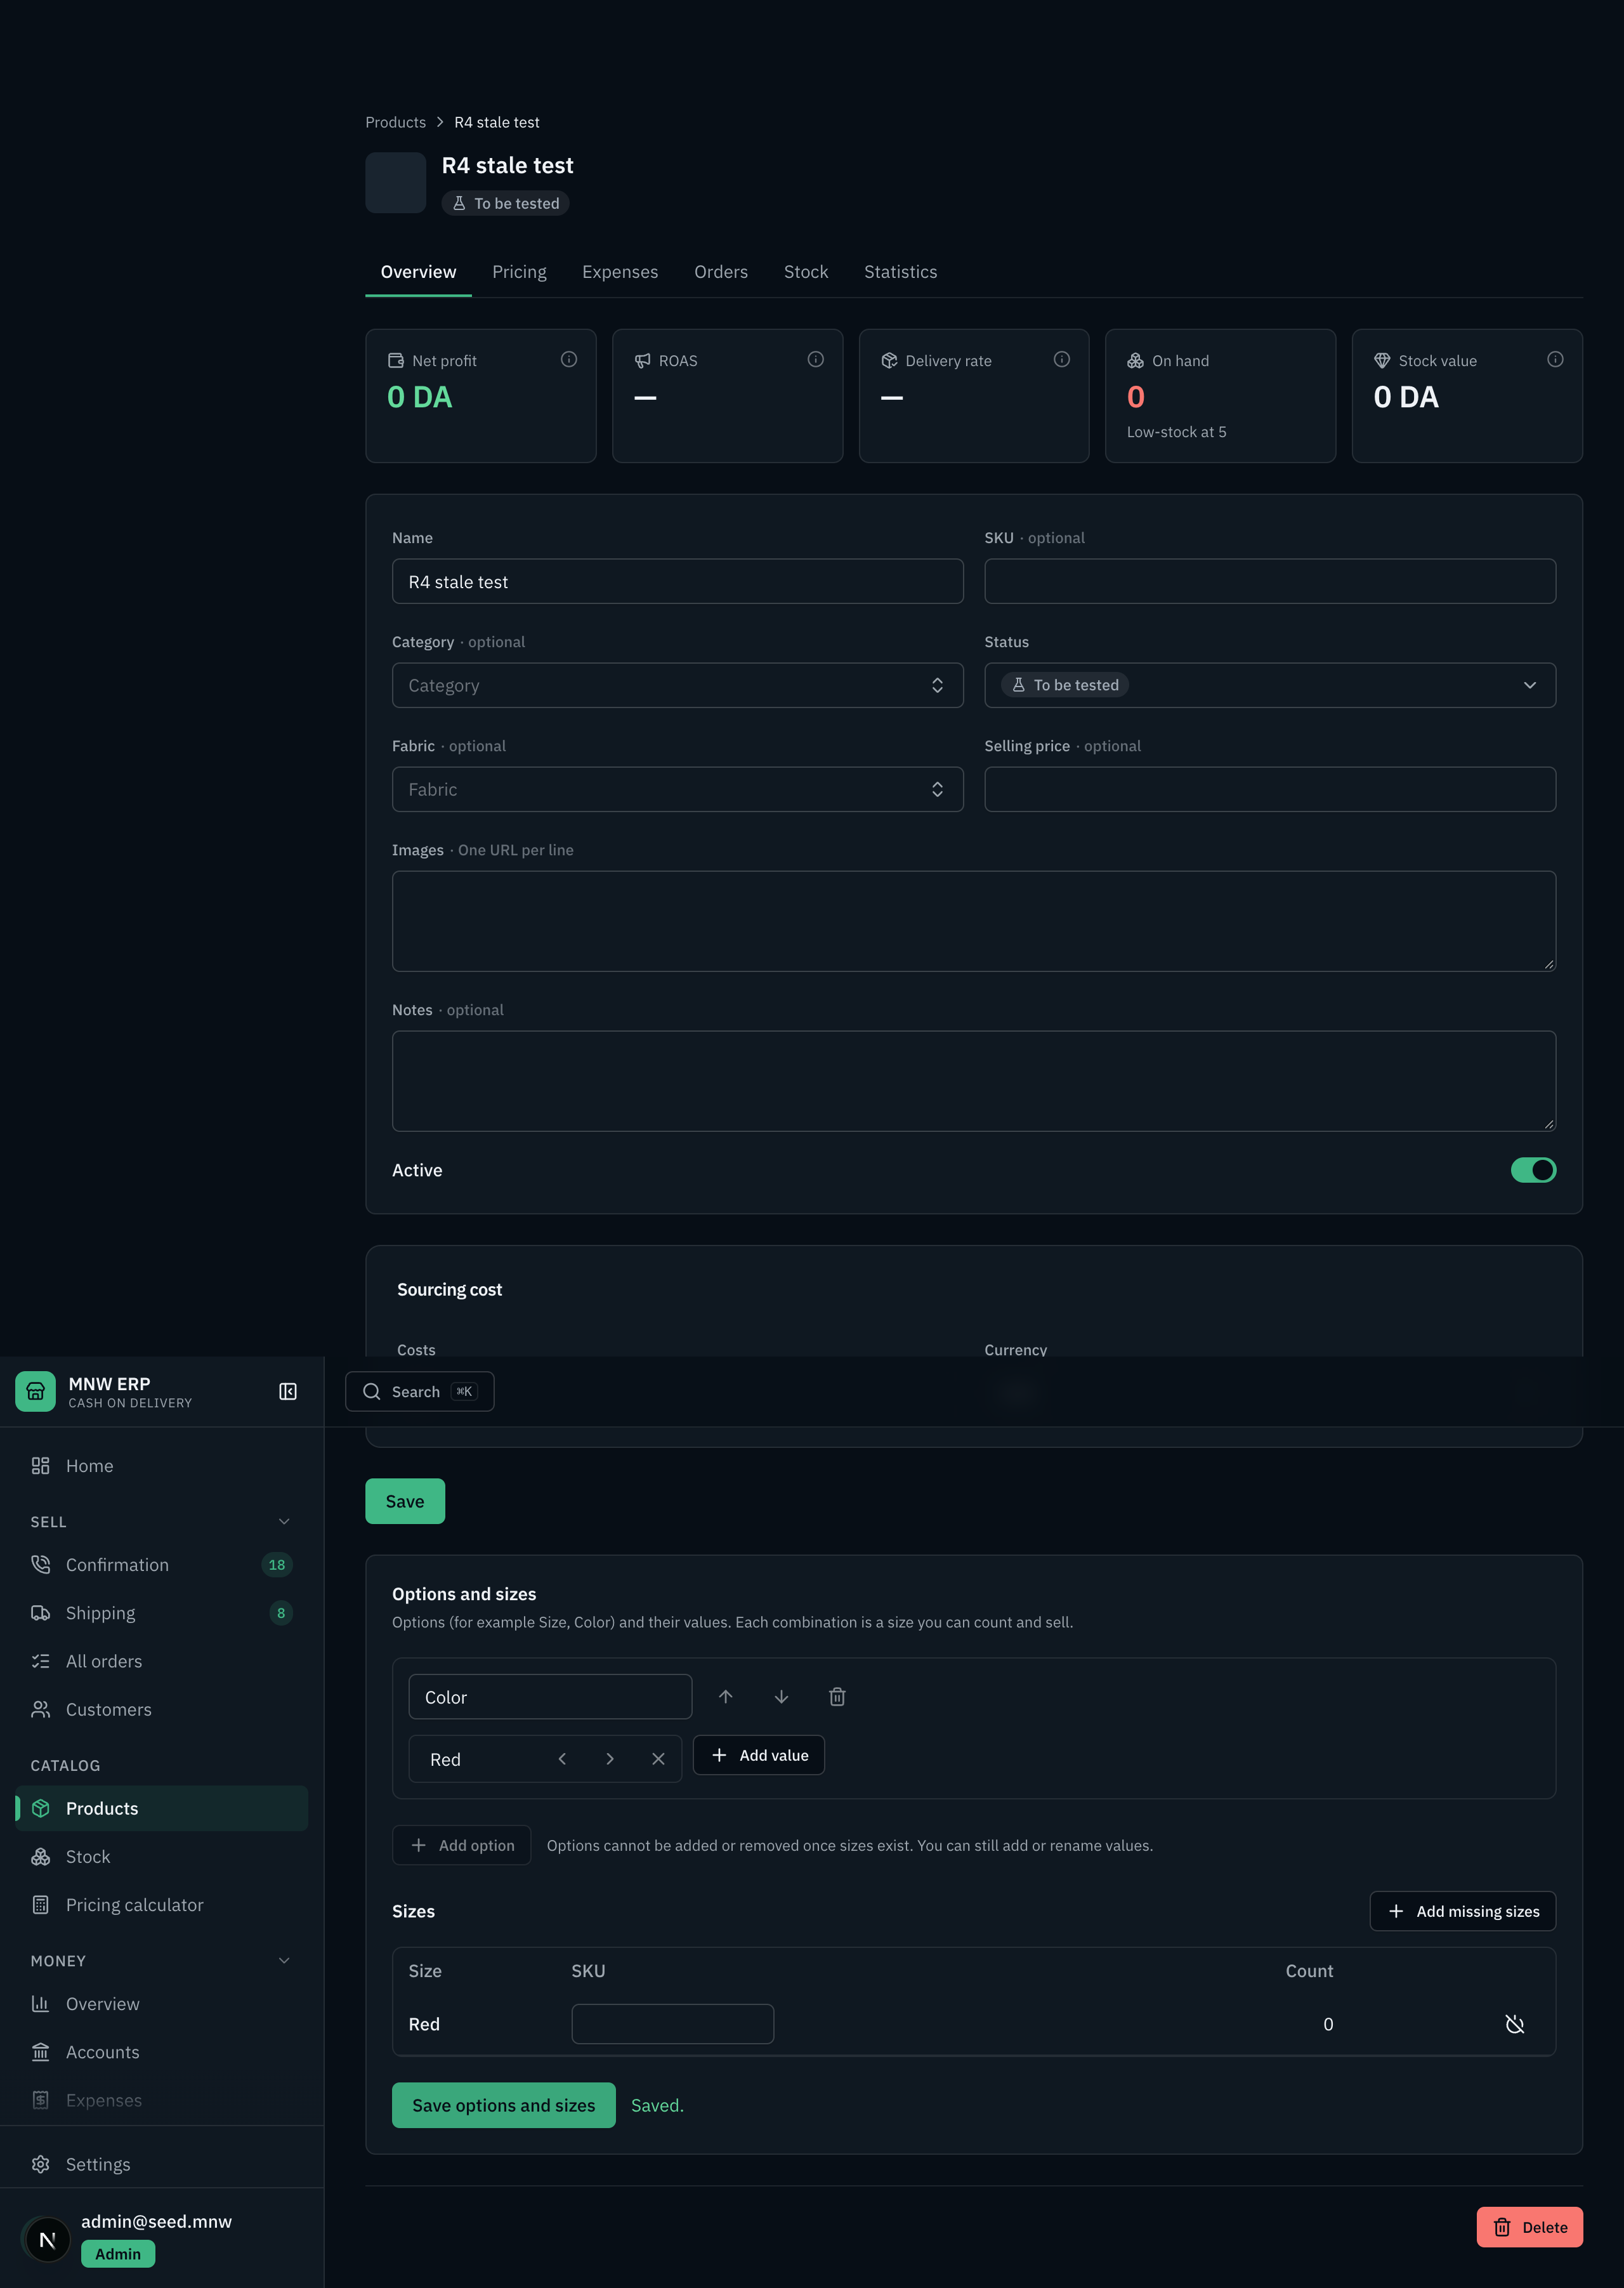 Products > R4 stale test
R4 stale test
To be tested
Overview Pricing Expenses Orders Stock Statistics
Net profit
0 DA
ROAS
—
Delivery rate
—
On hand
0
Low-stock at 5
Stock value
0 DA
Name
R4 stale test
SKU · optional
Category · optional
Category
Status
To be tested
Fabric · optional
Fabric
Selling price · optional
Images · One URL per line
Notes · optional
Active
Sourcing cost
Costs
Currency
MNW ERP
CASH ON DELIVERY
Search ⌘K
Home
SELL
Confirmation 18
Shipping 8
All orders
Customers
CATALOG
Products
Stock
Pricing calculator
MONEY
Overview
Accounts
Expenses
Settings
N
admin@seed.mnw
Admin
Save
Options and sizes
Options (for example Size, Color) and their values. Each combination is a size you can count and sell.
Color
Red
Add value
Add option
Options cannot be added or removed once sizes exist. You can still add or rename values.
Sizes
Add missing sizes
Size SKU Count
Red 0
Save options and sizes
Saved.
Delete